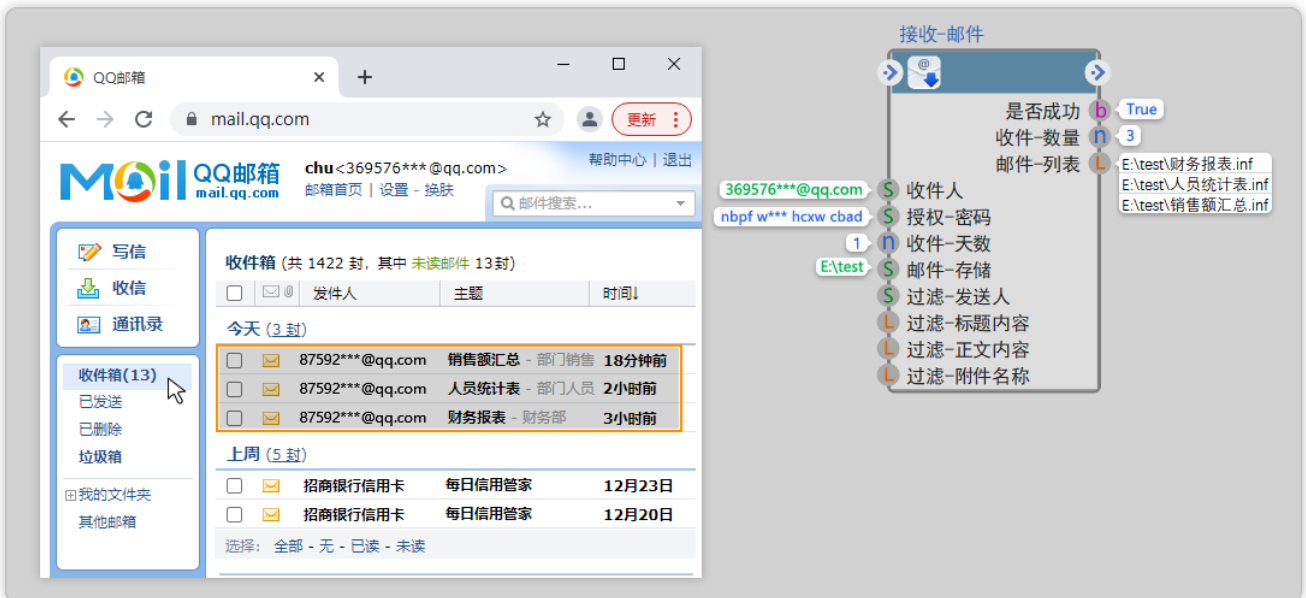 接收-邮件
QQ邮箱
mail.qq.com
更新
Mail QQ邮箱
mail.qq.com
chu<369576***@qq.com>
邮箱首页 | 设置 - 换肤
帮助中心 | 退出
邮件搜索...
写信
收信
通讯录
收件箱(13)
已发送
已删除
垃圾箱
我的文件夹
其他邮箱
收件箱 (共 1422 封, 其中 未读邮件 13封)
发件人 主题 时间↓
今天 (3 封)
87592***@qq.com 销售额汇总 - 部门销售 18分钟前
87592***@qq.com 人员统计表 - 部门人员 2小时前
87592***@qq.com 财务报表 - 财务部 3小时前
上周 (5 封)
招商银行信用卡 每日信用管家 12月23日
招商银行信用卡 每日信用管家 12月20日
选择: 全部 - 无 - 已读 - 未读
是否成功 b True
收件-数量 n 3
邮件-列表 L E:\test\财务报表.inf
E:\test\人员统计表.inf
E:\test\销售额汇总.inf
369576***@qq.com S 收件人
nbpf w*** hcxw cbad S 授权-密码
1 n 收件-天数
E:\test S 邮件-存储
S 过滤-发送人
L 过滤-标题内容
L 过滤-正文内容
L 过滤-附件名称